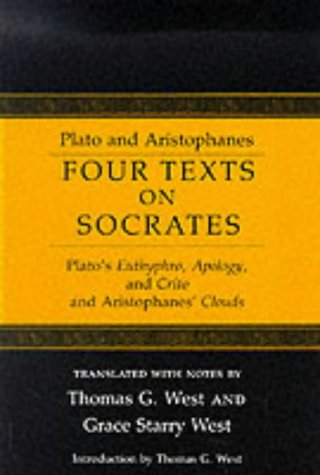 Plato and Aristophanes
FOUR TEXTS
ON
SOCRATES
Plato's Euthyphro, Apology,
and Crito
and Aristophanes' Clouds
TRANSLATED WITH NOTES BY
Thomas G. West AND
Grace Starry West
Introduction by Thomas G. West